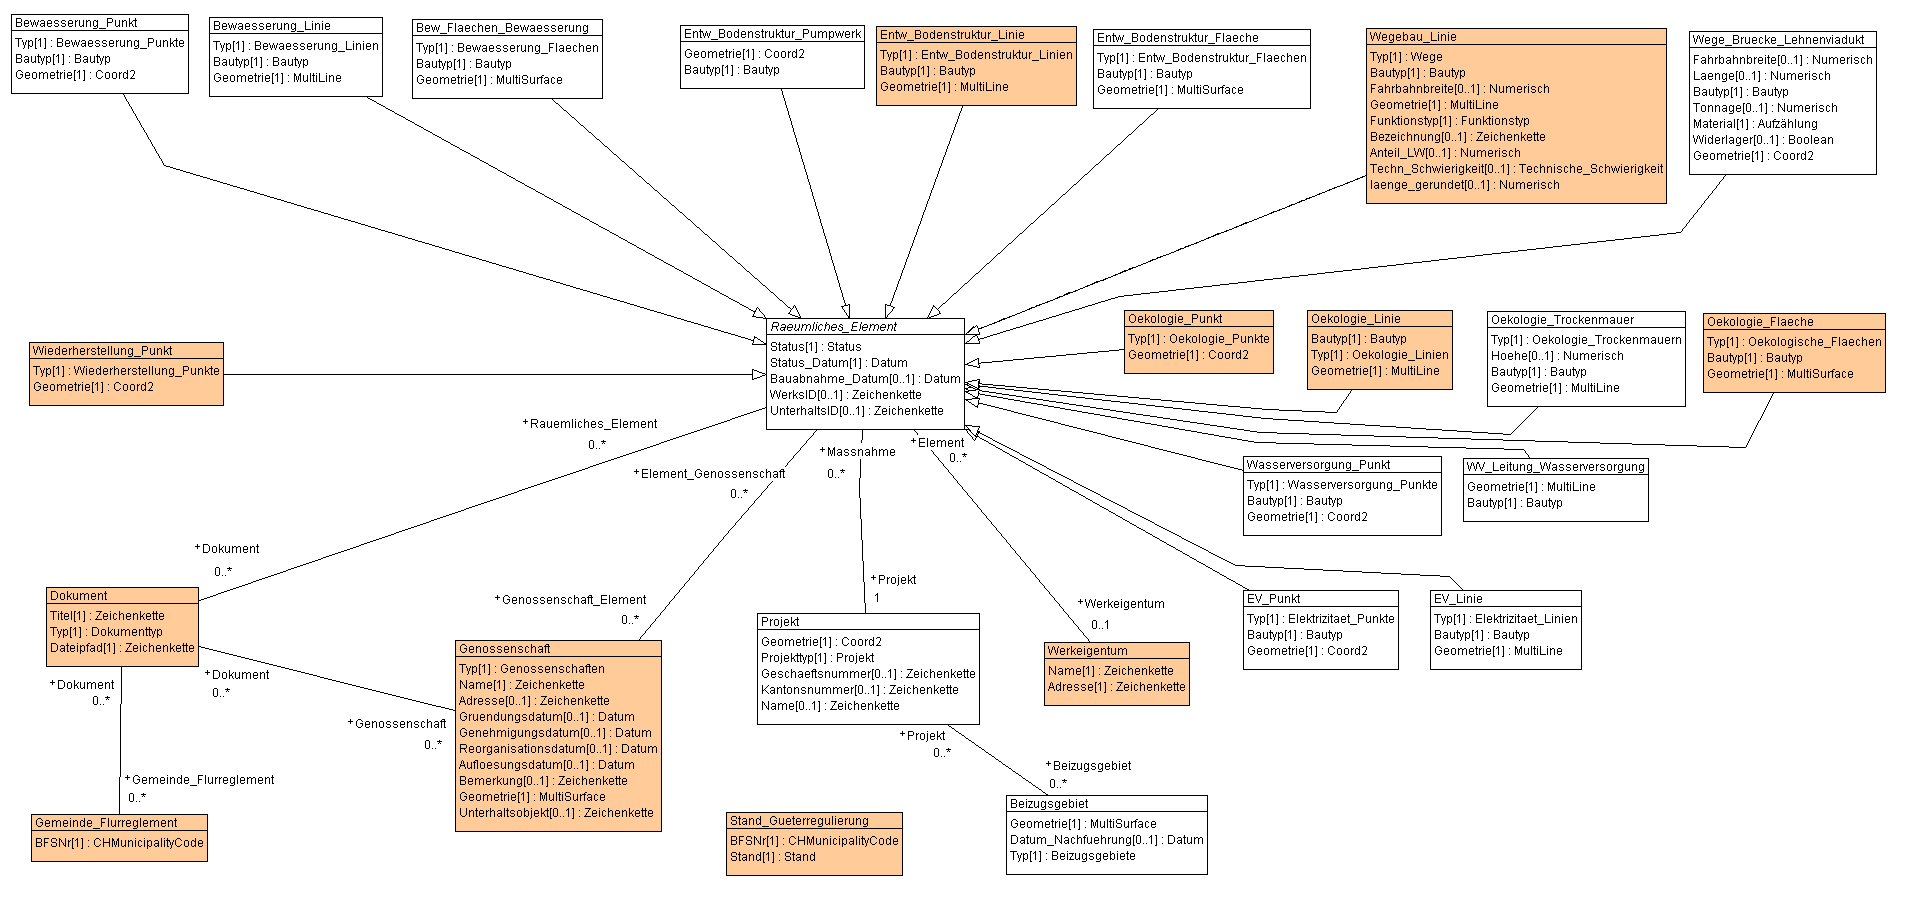 Bewaesserung_Punkt
Typ[1] : Bewaesserung_Punkte
Bautyp[1] : Bautyp
Geometrie[1] : Coord2
Bewaesserung_Linie
Typ[1] : Bewaesserung_Linien
Bautyp[1] : Bautyp
Geometrie[1] : MultiLine
Bew_Flaechen_Bewaesserung
Typ[1] : Bewaesserung_Flaechen
Bautyp[1] : Bautyp
Geometrie[1] : MultiSurface
Entw_Bodenstruktur_Pumpwerk
Geometrie[1] : Coord2
Bautyp[1] : Bautyp
Entw_Bodenstruktur_Linie
Typ[1] : Entw_Bodenstruktur_Linien
Bautyp[1] : Bautyp
Geometrie[1] : MultiLine
Entw_Bodenstruktur_Flaeche
Typ[1] : Entw_Bodenstruktur_Flaechen
Bautyp[1] : Bautyp
Geometrie[1] : MultiSurface
Wegebau_Linie
Typ[1] : Wege
Bautyp[1] : Bautyp
Fahrbahnbreite[0..1] : Numerisch
Geometrie[1] : MultiLine
Funktionstyp[1] : Funktionstyp
Bezeichnung[0..1] : Zeichenkette
Anteil_LW[0..1] : Numerisch
Techn_Schwierigkeit[0..1] : Technische_Schwierigkeit
laenge_gerundet[0..1] : Numerisch
Wege_Bruecke_Lehnenviadukt
Fahrbahnbreite[0..1] : Numerisch
Laenge[0..1] : Numerisch
Bautyp[1] : Bautyp
Tonnage[0..1] : Numerisch
Material[1] : Aufzählung
Widerlager[0..1] : Boolean
Geometrie[1] : Coord2
Raeumliches_Element
Status[1] : Status
Status_Datum[1] : Datum
Bauabnahme_Datum[0..1] : Datum
WerksID[0..1] : Zeichenkette
UnterhaltsID[0..1] : Zeichenkette
Wiederherstellung_Punkt
Typ[1] : Wiederherstellung_Punkte
Geometrie[1] : Coord2
Oekologie_Punkt
Typ[1] : Oekologie_Punkte
Geometrie[1] : Coord2
Oekologie_Linie
Bautyp[1] : Bautyp
Typ[1] : Oekologie_Linien
Geometrie[1] : MultiLine
Oekologie_Trockenmauer
Typ[1] : Oekologie_Trockenmauern
Hoehe[0..1] : Numerisch
Bautyp[1] : Bautyp
Geometrie[1] : MultiLine
Oekologie_Flaeche
Typ[1] : Oekologische_Flaechen
Bautyp[1] : Bautyp
Geometrie[1] : MultiSurface
+Rauemliches_Element
0..*
+Element_Genossenschaft
0..*
+Massnahme
0..*
+Element
0..*
Wasserversorgung_Punkt
Typ[1] : Wasserversorgung_Punkte
Bautyp[1] : Bautyp
Geometrie[1] : Coord2
WV_Leitung_Wasserversorgung
Geometrie[1] : MultiLine
Bautyp[1] : Bautyp
+Dokument
0..*
+Genossenschaft_Element
0..*
+Projekt
1
+Werkeigentum
0..1
EV_Punkt
Typ[1] : Elektrizitaet_Punkte
Bautyp[1] : Bautyp
Geometrie[1] : Coord2
EV_Linie
Typ[1] : Elektrizitaet_Linien
Bautyp[1] : Bautyp
Geometrie[1] : MultiLine
Dokument
Titel[1] : Zeichenkette
Typ[1] : Dokumenttyp
Dateipfad[1] : Zeichenkette
+Dokument
0..*
+Dokument
0..*
+Genossenschaft
0..*
Genossenschaft
Typ[1] : Genossenschaften
Name[1] : Zeichenkette
Adresse[0..1] : Zeichenkette
Gruendungsdatum[0..1] : Datum
Genehmigungsdatum[0..1] : Datum
Reorganisationsdatum[0..1] : Datum
Aufloesungsdatum[0..1] : Datum
Bemerkung[0..1] : Zeichenkette
Geometrie[1] : MultiSurface
Unterhaltsobjekt[0..1] : Zeichenkette
Projekt
Geometrie[1] : Coord2
Projekttyp[1] : Projekt
Geschaeftsnummer[0..1] : Zeichenkette
Kantonsnummer[0..1] : Zeichenkette
Name[0..1] : Zeichenkette
Werkeigentum
Name[1] : Zeichenkette
Adresse[1] : Zeichenkette
+Projekt
0..*
+Beizugsgebiet
0..*
+Gemeinde_Flurreglement
0..*
Gemeinde_Flurreglement
BFSNr[1] : CHMunicipalityCode
Stand_Gueterregulierung
BFSNr[1] : CHMunicipalityCode
Stand[1] : Stand
Beizugsgebiet
Geometrie[1] : MultiSurface
Datum_Nachfuehrung[0..1] : Datum
Typ[1] : Beizugsgebiete